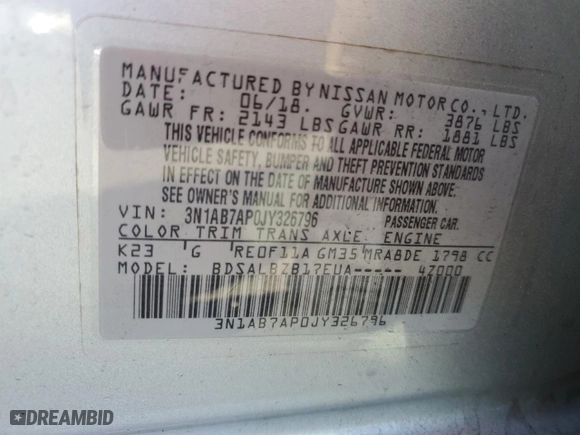 MANUFACTURED BY NISSAN MOTOR CO., LTD.
DATE: 06/18. GVWR: 3876 LBS
GAWR FR: 2143 LBS GAWR RR: 1881 LBS
THIS VEHICLE CONFORMS TO ALL APPLICABLE FEDERAL MOTOR
VEHICLE SAFETY, BUMPER AND THEFT PREVENTION STANDARDS
IN EFFECT ON THE DATE OF MANUFACTURE SHOWN ABOVE.
SEE OWNER'S MANUAL FOR ADDITIONAL INFORMATION.
VIN: 3N1AB7AP0JY326796 PASSENGER CAR.
COLOR TRIM TRANS AXLE ENGINE
K23 G RE0F11A GM35 MRA8DE 1798 CC
MODEL: BDSALBZB17EUA----- 4Z000
3N1AB7AP0JY326796
DREAMBID